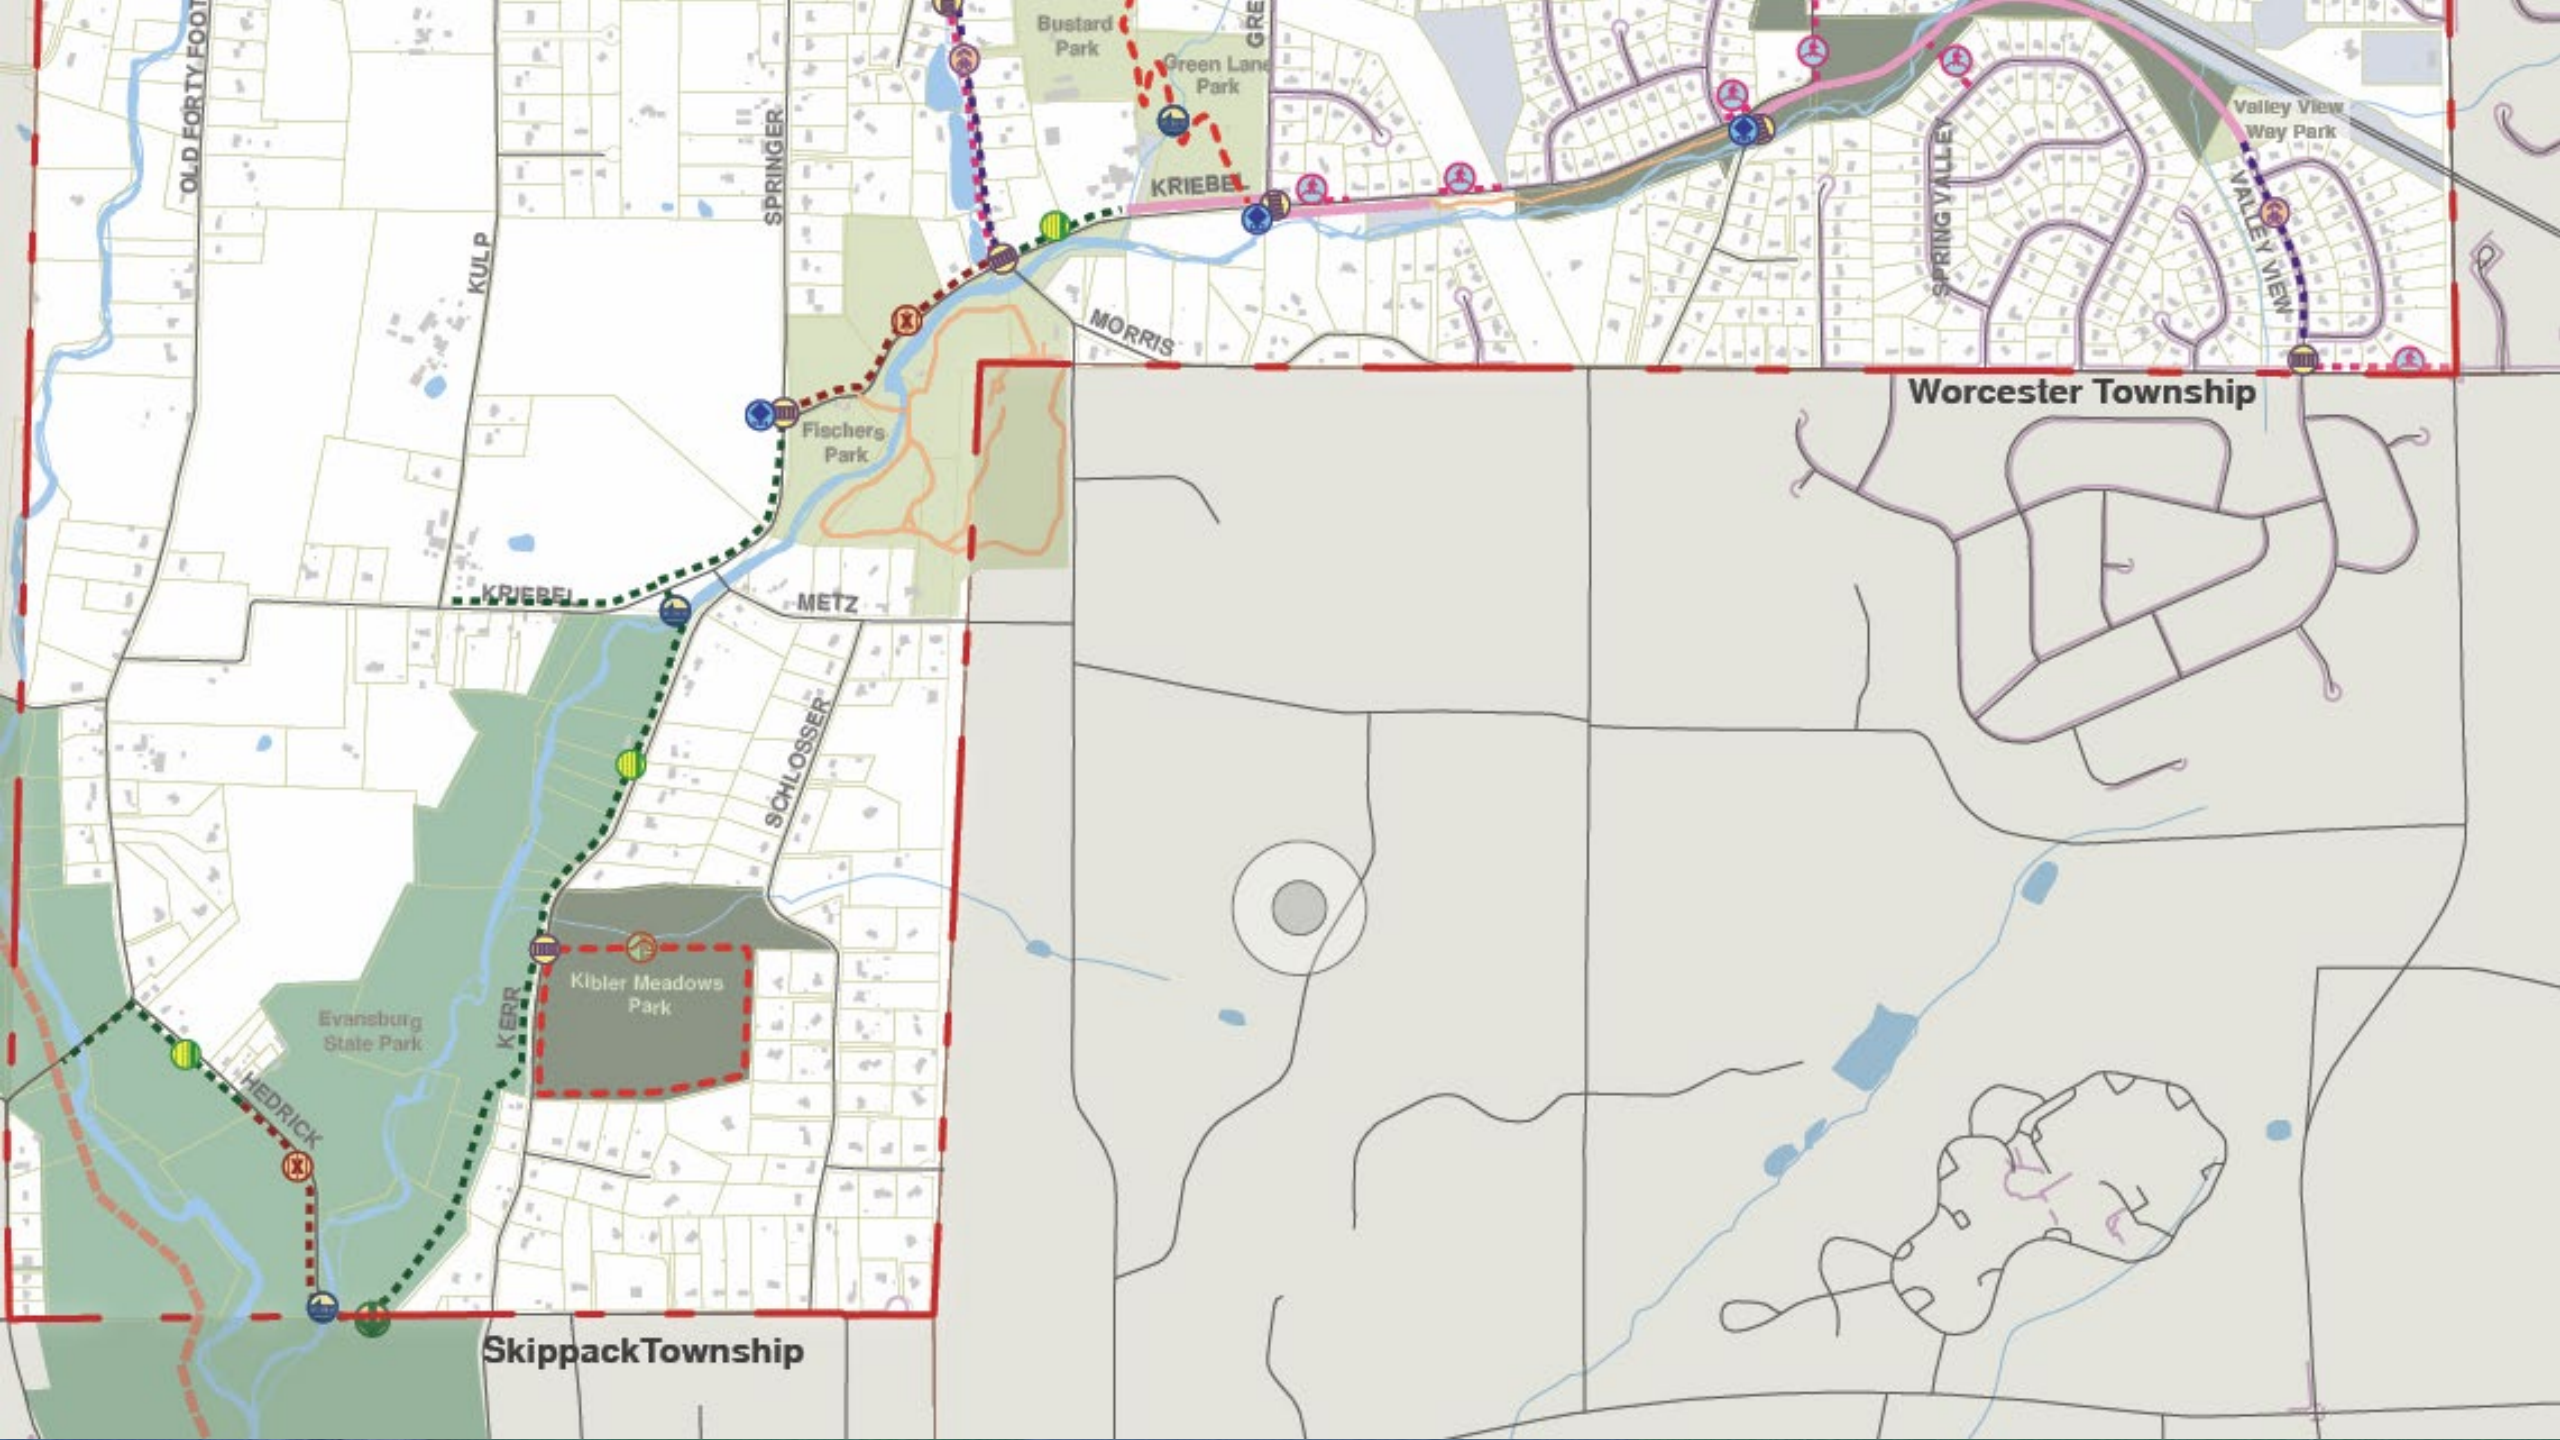 OLD FORTY FOOT
KULP
SPRINGER
Bustard
Park
GRE
Green Lane
Park
KRIEBEL
MORRIS
SPRING VALLEY
Valley View
Way Park
VALLEY VIEW
Worcester Township
Fischers
Park
KRIEBEL
METZ
SCHLOSSER
Kibler Meadows
Park
KERR
Evansburg
State Park
HEDRICK
SkippackTownship